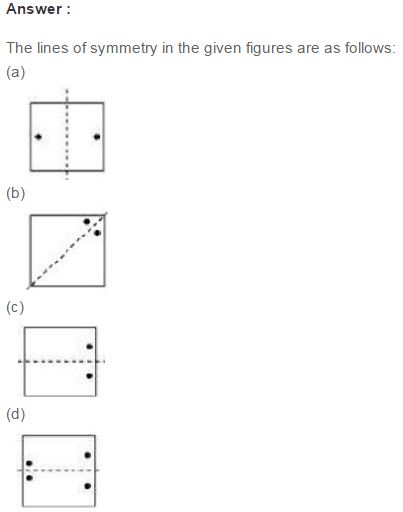 Answer :
The lines of symmetry in the given figures are as follows:
(a)
(b)
(c)
(d)